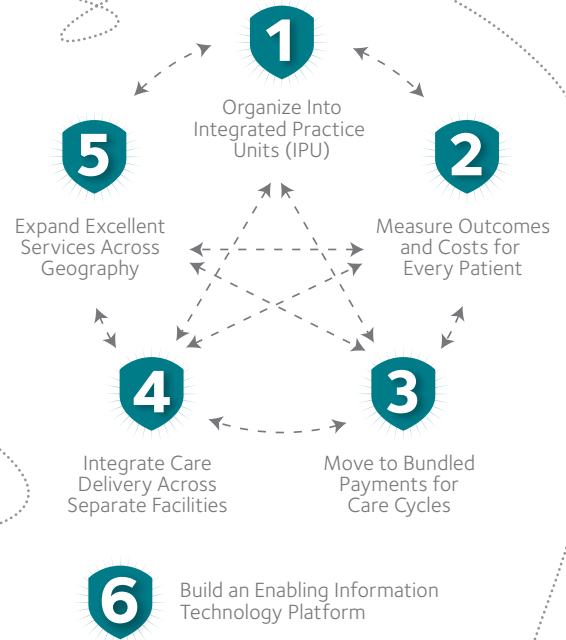 1
Organize Into
Integrated Practice
Units (IPU)
2
Measure Outcomes
and Costs for
Every Patient
3
Move to Bundled
Payments for
Care Cycles
4
Integrate Care
Delivery Across
Separate Facilities
5
Expand Excellent
Services Across
Geography
6
Build an Enabling Information
Technology Platform